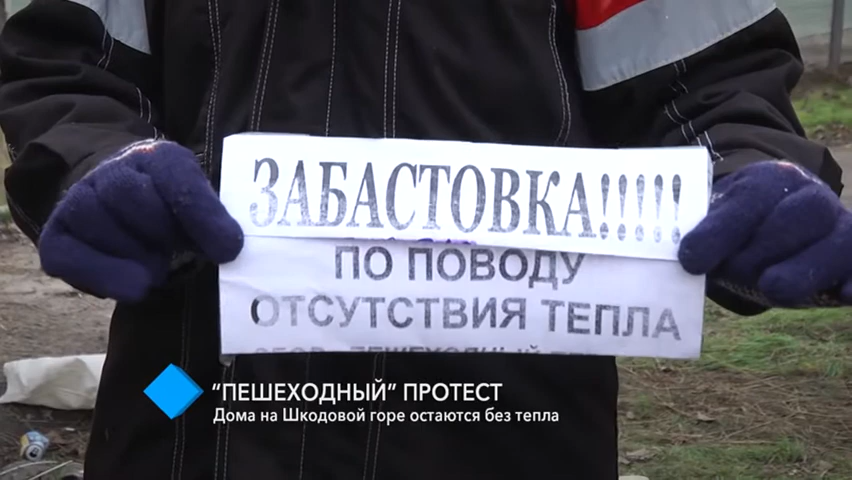 ЗАБАСТОВКА!!!!!
ПО ПОВОДУ
ОТСУТСТВИЯ ТЕПЛА
"ПЕШЕХОДНЫЙ" ПРОТЕСТ
Дома на Шкодовой горе остаются без тепла